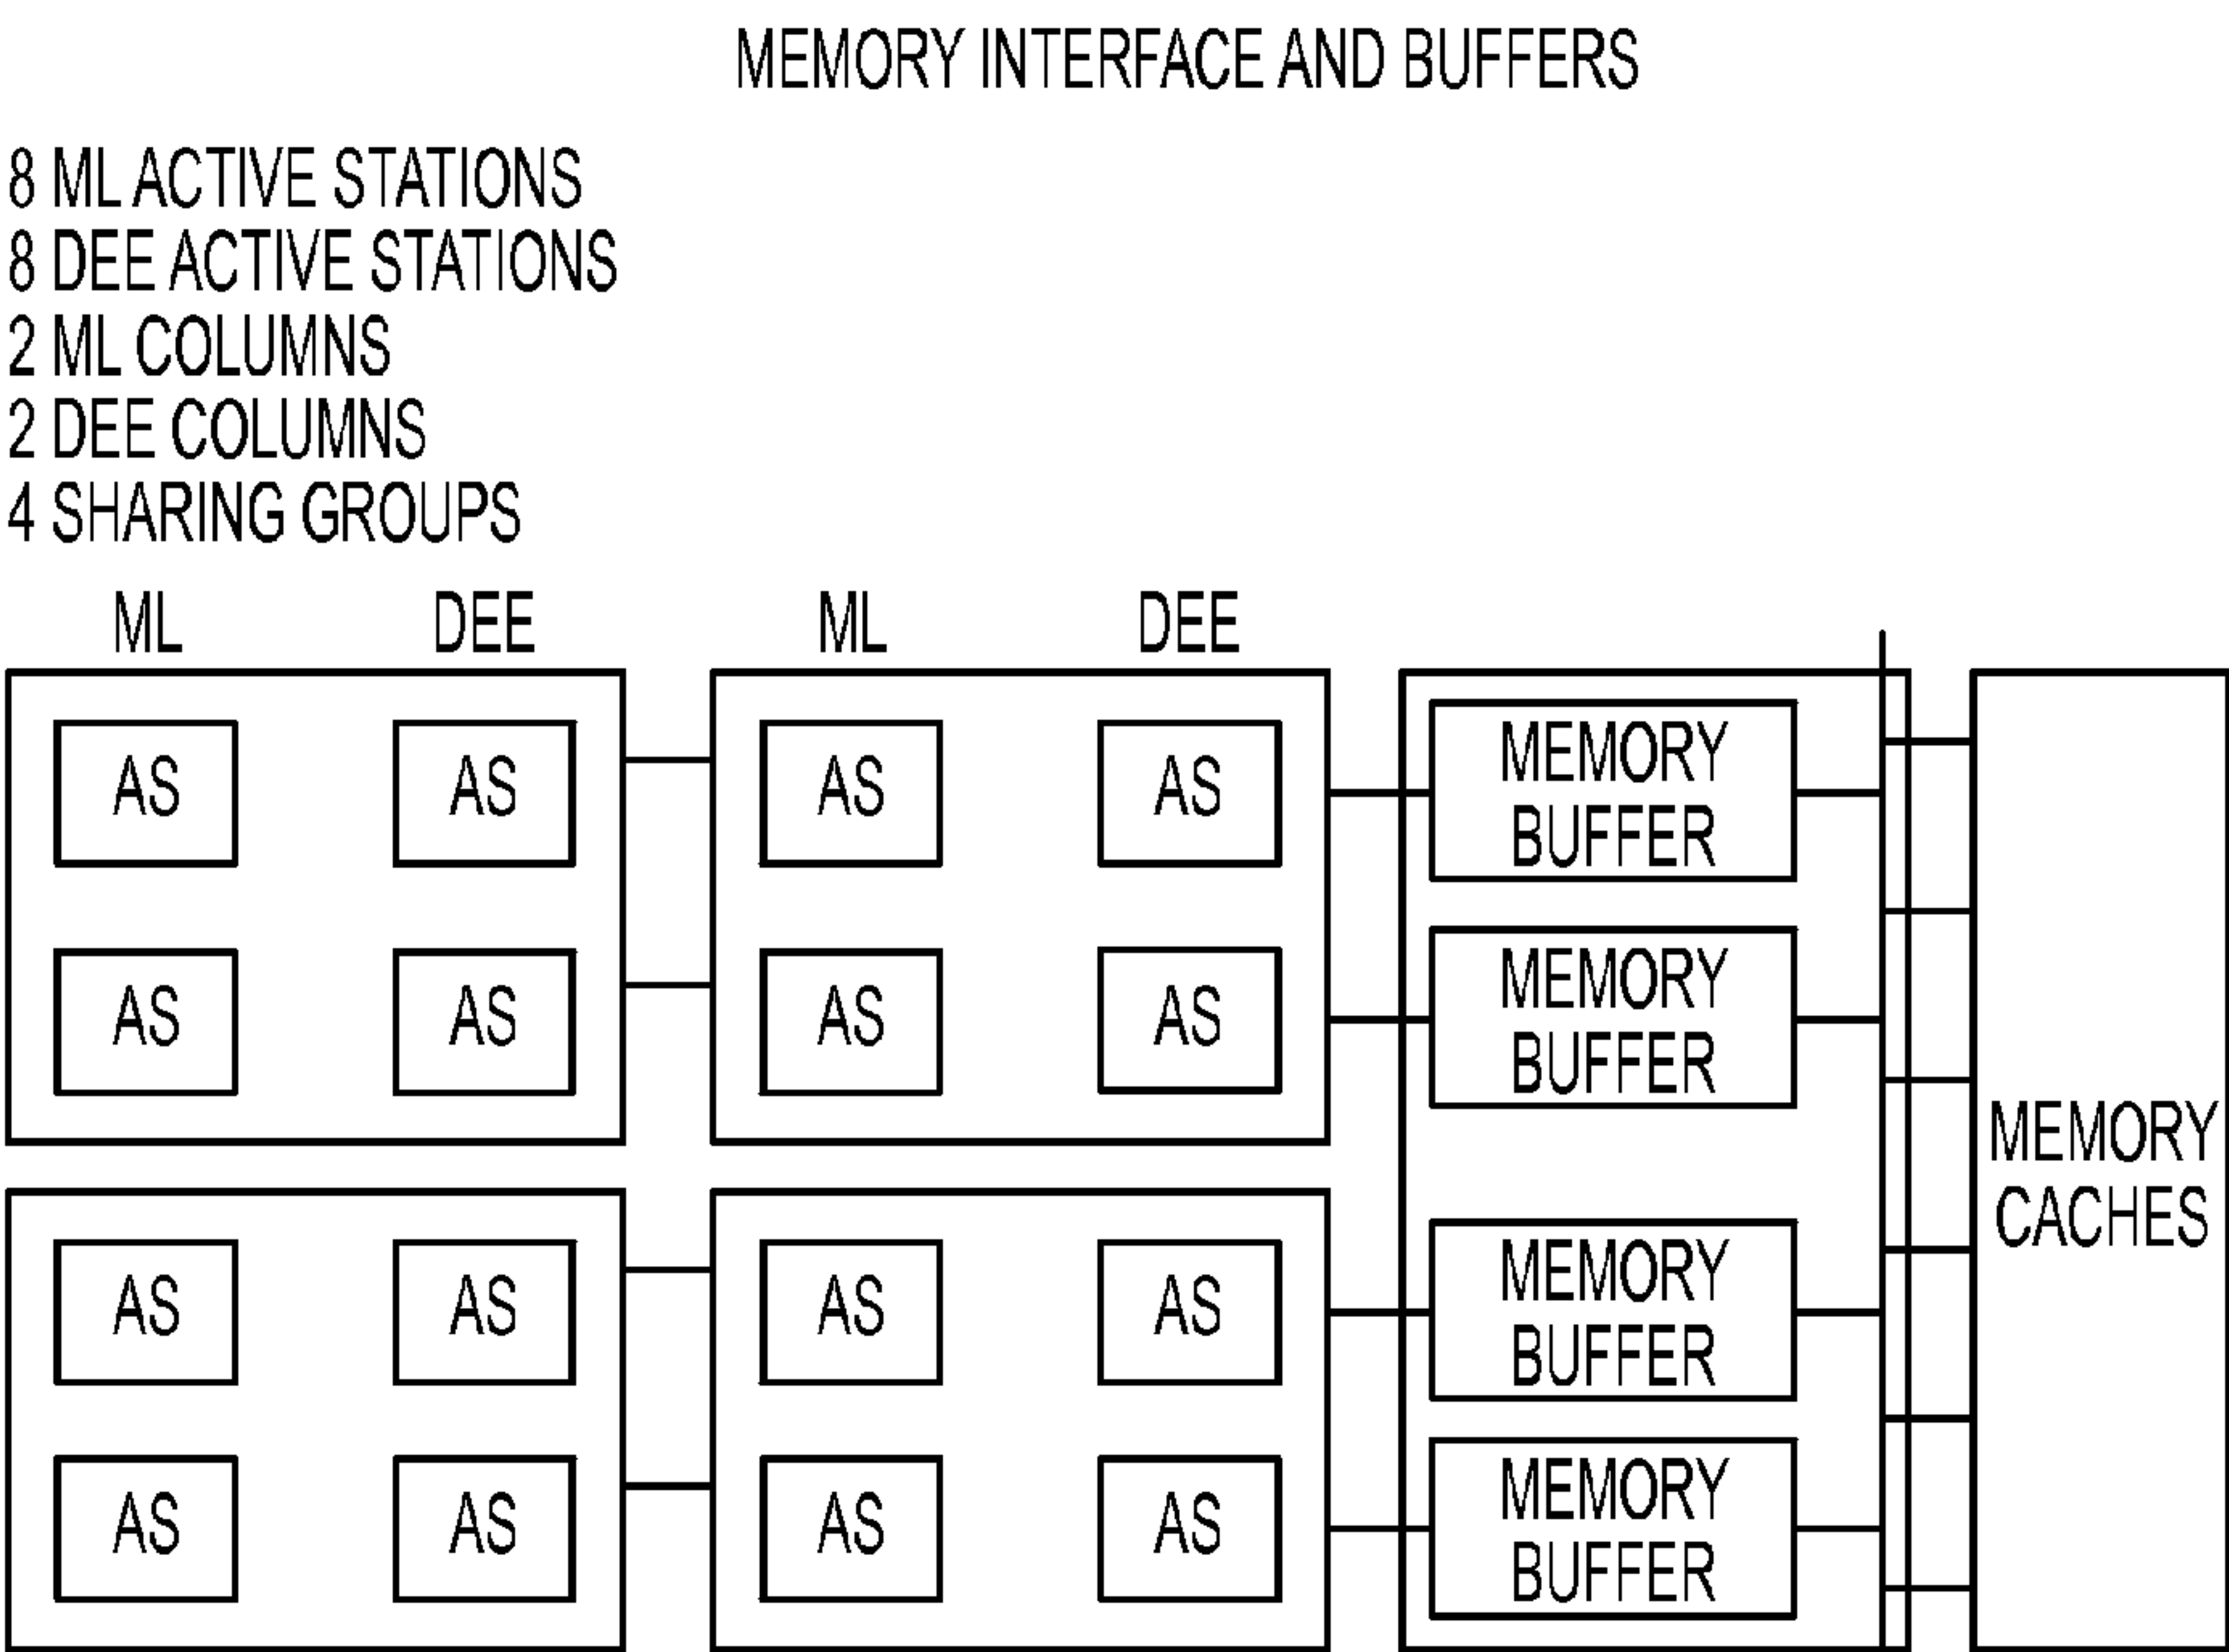 MEMORY INTERFACE AND BUFFERS
8 ML ACTIVE STATIONS
8 DEE ACTIVE STATIONS
2 ML COLUMNS
2 DEE COLUMNS
4 SHARING GROUPS
ML DEE ML DEE
AS AS AS AS
MEMORY
BUFFER
AS AS AS AS
MEMORY
BUFFER
MEMORY
CACHES
AS AS AS AS
MEMORY
BUFFER
AS AS AS AS
MEMORY
BUFFER